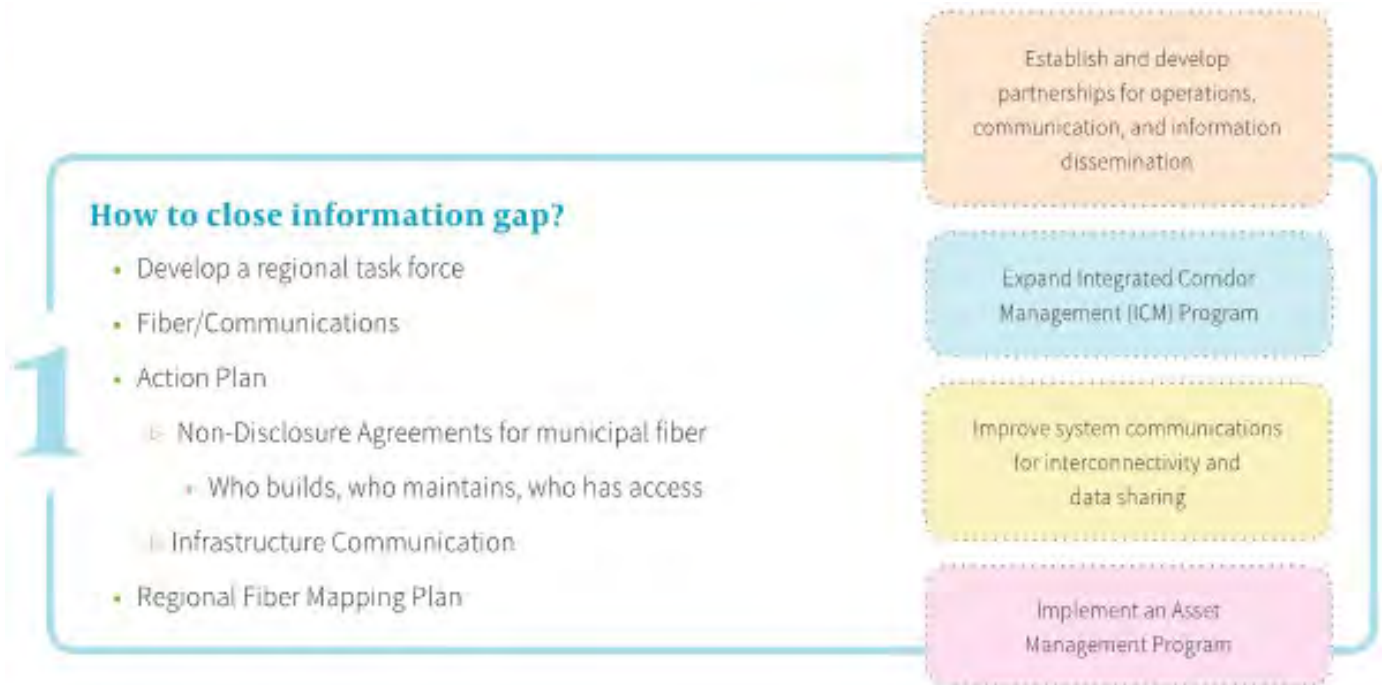 How to close information gap?
• Develop a regional task force
• Fiber/Communications
• Action Plan
▷ Non-Disclosure Agreements for municipal fiber
• Who builds, who maintains, who has access
▷ Infrastructure Communication
• Regional Fiber Mapping Plan
1
Establish and develop
partnerships for operations,
communication, and information
dissemination
Expand Integrated Corridor
Management (ICM) Program
Improve system communications
for interconnectivity and
data sharing
Implement an Asset
Management Program